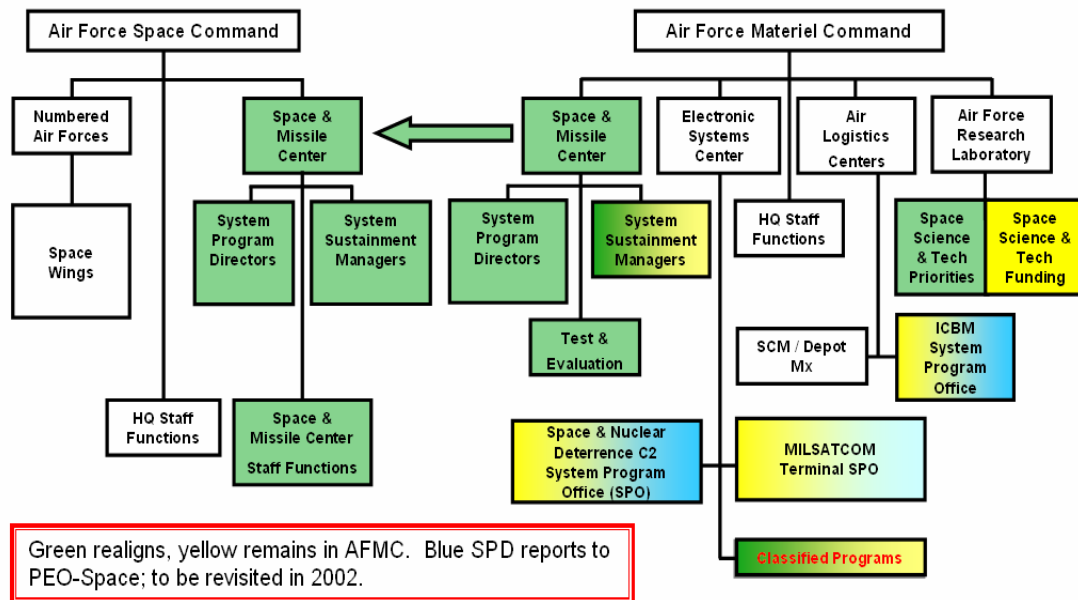 Air Force Space Command
Air Force Materiel Command
Numbered
Air Forces
Space &
Missile
Center
Space &
Missile
Center
Electronic
Systems
Center
Air
Logistics
Centers
Air Force
Research
Laboratory
Space
Wings
System
Program
Directors
System
Sustainment
Managers
System
Program
Directors
System
Sustainment
Managers
HQ Staff
Functions
Space
Science
& Tech
Priorities
Space
Science &
Tech
Funding
Test &
Evaluation
SCM / Depot
Mx
ICBM
System
Program
Office
HQ Staff
Functions
Space &
Missile Center
Staff Functions
Space & Nuclear
Deterrence C2
System Program
Office (SPO)
MILSATCOM
Terminal SPO
Classified Programs
Green realigns, yellow remains in AFMC. Blue SPD reports to
PEO-Space; to be revisited in 2002.